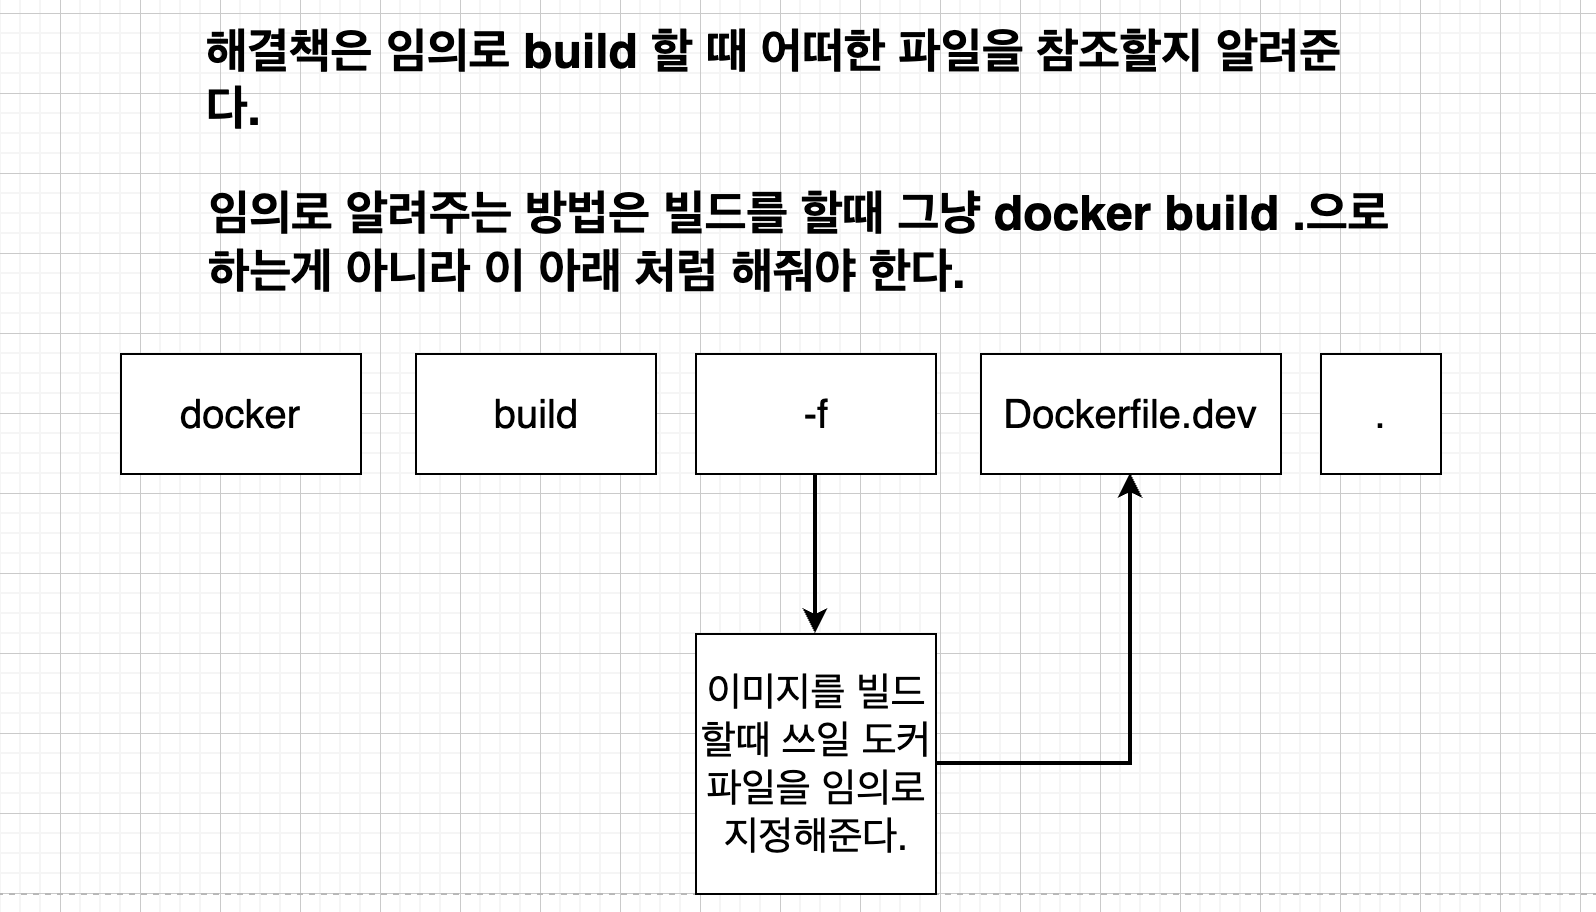 해결책은 임의로 build 할 때 어떠한 파일을 참조할지 알려준
다.
임의로 알려주는 방법은 빌드를 할때 그냥 docker build .으로
하는게 아니라 이 아래 처럼 해줘야 한다.
docker build -f Dockerfile.dev .
이미지를 빌드
할때 쓰일 도커
파일을 임의로
지정해준다.